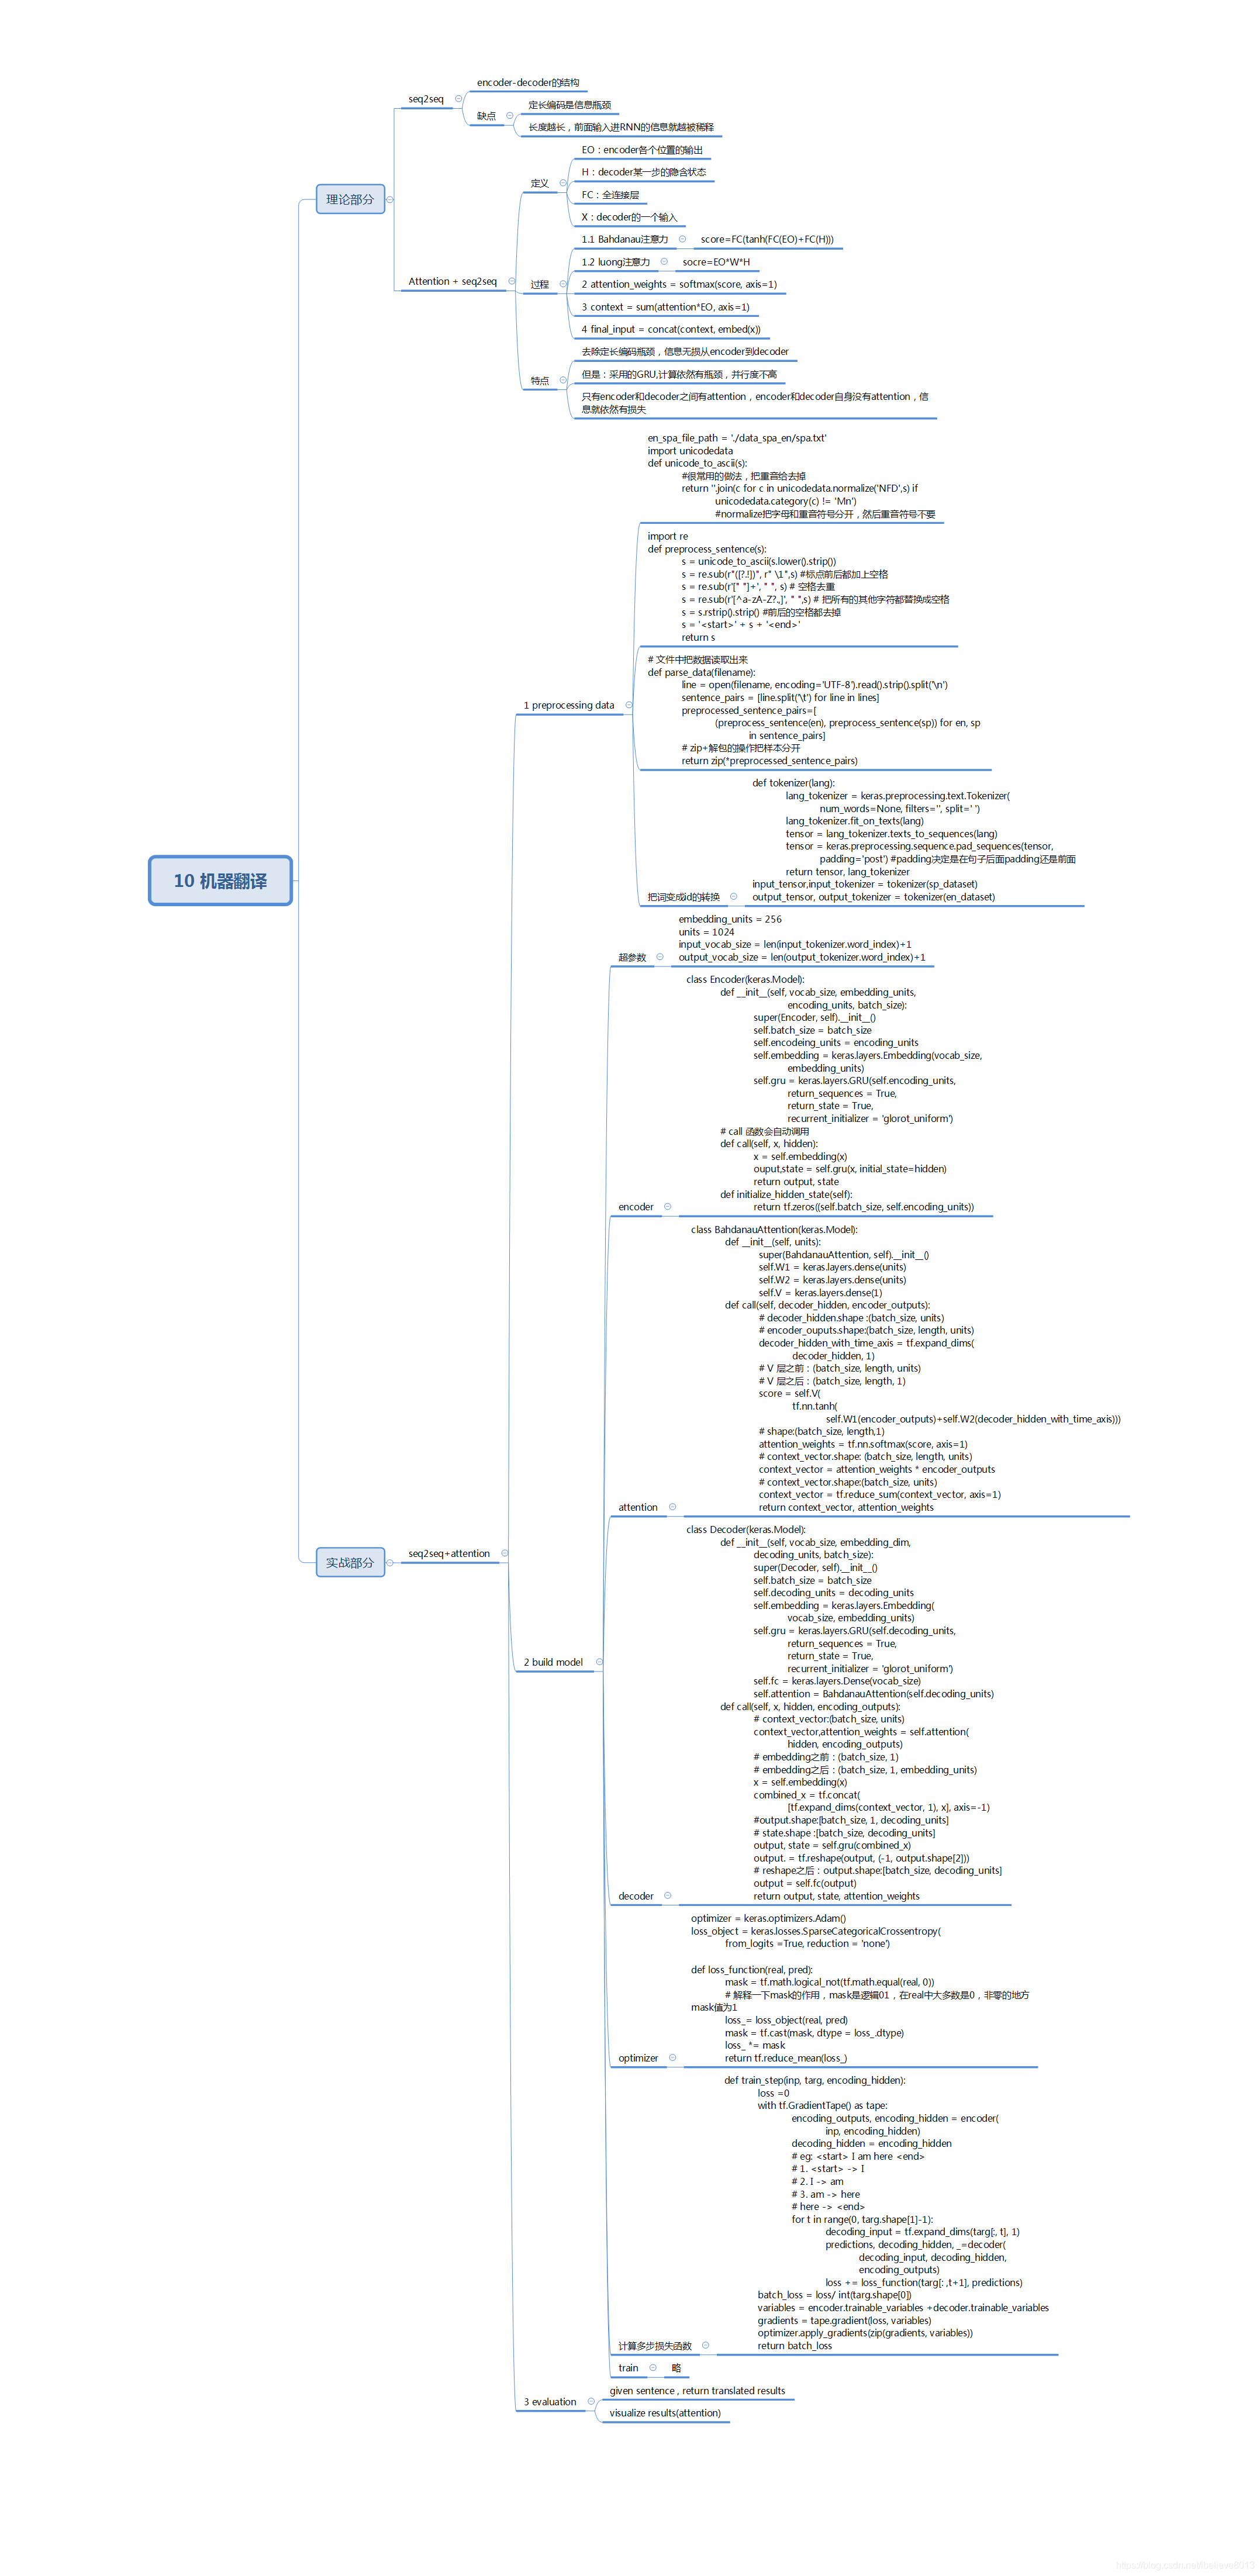 10 机器翻译
理论部分
seq2seq
encoder-decoder的结构
缺点
定长编码是信息瓶颈
长度越长，前面输入进RNN的信息就越被稀释
Attention + seq2seq
定义
EO：encoder各个位置的输出
H：decoder某一步的隐含状态
FC：全连接层
X：decoder的一个输入
过程
1.1 Bahdanau注意力
score=FC(tanh(FC(EO)+FC(H)))
1.2 luong注意力
socre=EO*W*H
2 attention_weights = softmax(score, axis=1)
3 context = sum(attention*EO, axis=1)
4 final_input = concat(context, embed(x))
特点
去除定长编码瓶颈，信息无损从encoder到decoder
但是：采用的GRU,计算依然有瓶颈，并行度不高
只有encoder和decoder之间有attention，encoder和decoder自身没有attention，信
息就依然有损失
实战部分
seq2seq+attention
1 preprocessing data
en_spa_file_path = './data_spa_en/spa.txt'
import unicodedata
def unicode_to_ascii(s):
#很常用的做法，把重音给去掉
return ''.join(c for c in unicodedata.normalize('NFD',s) if
unicodedata.category(c) != 'Mn')
#normalize把字母和重音符号分开，然后重音符号不要
import re
def preprocess_sentence(s):
s = unicode_to_ascii(s.lower().strip())
s = re.sub(r"([?.!])", r" \1",s) #标点前后都加上空格
s = re.sub(r'[" "]+', " ", s) # 空格去重
s = re.sub(r'[^a-zA-Z?.,]', " ",s) # 把所有的其他字符都替换成空格
s = s.rstrip().strip() #前后的空格都去掉
s = '<start>' + s + '<end>'
return s
# 文件中把数据读取出来
def parse_data(filename):
line = open(filename, encoding='UTF-8').read().strip().split('\n')
sentence_pairs = [line.split('\t') for line in lines]
preprocessed_sentence_pairs=[
(preprocess_sentence(en), preprocess_sentence(sp)) for en, sp
in sentence_pairs]
# zip+解包的操作把样本分开
return zip(*preprocessed_sentence_pairs)
把词变成id的转换
def tokenizer(lang):
lang_tokenizer = keras.preprocessing.text.Tokenizer(
num_words=None, filters='', split=' ')
lang_tokenizer.fit_on_texts(lang)
tensor = lang_tokenizer.texts_to_sequences(lang)
tensor = keras.preprocessing.sequence.pad_sequences(tensor,
padding='post') #padding决定是在句子后面padding还是前面
return tensor, lang_tokenizer
input_tensor,input_tokenizer = tokenizer(sp_dataset)
output_tensor, output_tokenizer = tokenizer(en_dataset)
2 build model
超参数
embedding_units = 256
units = 1024
input_vocab_size = len(input_tokenizer.word_index)+1
output_vocab_size = len(output_tokenizer.word_index)+1
encoder
class Encoder(keras.Model):
def __init__(self, vocab_size, embedding_units,
encoding_units, batch_size):
super(Encoder, self).__init__()
self.batch_size = batch_size
self.encodeing_units = encoding_units
self.embedding = keras.layers.Embedding(vocab_size,
embedding_units)
self.gru = keras.layers.GRU(self.encoding_units,
return_sequences = True,
return_state = True,
recurrent_initializer = 'glorot_uniform')
# call 函数会自动调用
def call(self, x, hidden):
x = self.embedding(x)
ouput,state = self.gru(x, initial_state=hidden)
return output, state
def initialize_hidden_state(self):
return tf.zeros((self.batch_size, self.encoding_units))
attention
class BahdanauAttention(keras.Model):
def __init__(self, units):
super(BahdanauAttention, self).__init__()
self.W1 = keras.layers.dense(units)
self.W2 = keras.layers.dense(units)
self.V = keras.layers.dense(1)
def call(self, decoder_hidden, encoder_outputs):
# decoder_hidden.shape :(batch_size, units)
# encoder_ouputs.shape:(batch_size, length, units)
decoder_hidden_with_time_axis = tf.expand_dims(
decoder_hidden, 1)
# V 层之前：(batch_size, length, units)
# V 层之后：(batch_size, length, 1)
score = self.V(
tf.nn.tanh(
self.W1(encoder_outputs)+self.W2(decoder_hidden_with_time_axis)))
# shape:(batch_size, length,1)
attention_weights = tf.nn.softmax(score, axis=1)
# context_vector.shape: (batch_size, length, units)
context_vector = attention_weights * encoder_outputs
# context_vector.shape:(batch_size, units)
context_vector = tf.reduce_sum(context_vector, axis=1)
return context_vector, attention_weights
decoder
class Decoder(keras.Model):
def __init__(self, vocab_size, embedding_dim,
decoding_units, batch_size):
super(Decoder, self).__init__()
self.batch_size = batch_size
self.decoding_units = decoding_units
self.embedding = keras.layers.Embedding(
vocab_size, embedding_units)
self.gru = keras.layers.GRU(self.decoding_units,
return_sequences = True,
return_state = True,
recurrent_initializer = 'glorot_uniform')
self.fc = keras.layers.Dense(vocab_size)
self.attention = BahdanauAttention(self.decoding_units)
def call(self, x, hidden, encoding_outputs):
# context_vector:(batch_size, units)
context_vector,attention_weights = self.attention(
hidden, encoding_outputs)
# embedding之前：(batch_size, 1)
# embedding之后：(batch_size, 1, embedding_units)
x = self.embedding(x)
combined_x = tf.concat(
[tf.expand_dims(context_vector, 1), x], axis=-1)
#output.shape:[batch_size, 1, decoding_units]
# state.shape :[batch_size, decoding_units]
output, state = self.gru(combined_x)
output. = tf.reshape(output, (-1, output.shape[2]))
# reshape之后：output.shape:[batch_size, decoding_units]
output = self.fc(output)
return output, state, attention_weights
optimizer
optimizer = keras.optimizers.Adam()
loss_object = keras.losses.SparseCategoricalCrossentropy(
from_logits =True, reduction = 'none')
def loss_function(real, pred):
mask = tf.math.logical_not(tf.math.equal(real, 0))
# 解释一下mask的作用，mask是逻辑01，在real中大多数是0，非零的地方
mask值为1
loss_= loss_object(real, pred)
mask = tf.cast(mask, dtype = loss_.dtype)
loss_ *= mask
return tf.reduce_mean(loss_)
计算多步损失函数
def train_step(inp, targ, encoding_hidden):
loss =0
with tf.GradientTape() as tape:
encoding_outputs, encoding_hidden = encoder(
inp, encoding_hidden)
decoding_hidden = encoding_hidden
# eg: <start> I am here <end>
# 1. <start> -> I
# 2. I -> am
# 3. am -> here
# here -> <end>
for t in range(0, targ.shape[1]-1):
decoding_input = tf.expand_dims(targ[:, t], 1)
predictions, decoding_hidden, _=decoder(
decoding_input, decoding_hidden,
encoding_outputs)
loss += loss_function(targ[: ,t+1], predictions)
batch_loss = loss/ int(targ.shape[0])
variables = encoder.trainable_variables +decoder.trainable_variables
gradients = tape.gradient(loss, variables)
optimizer.apply_gradients(zip(gradients, variables))
return batch_loss
train
略
3 evaluation
given sentence , return translated results
visualize results(attention)